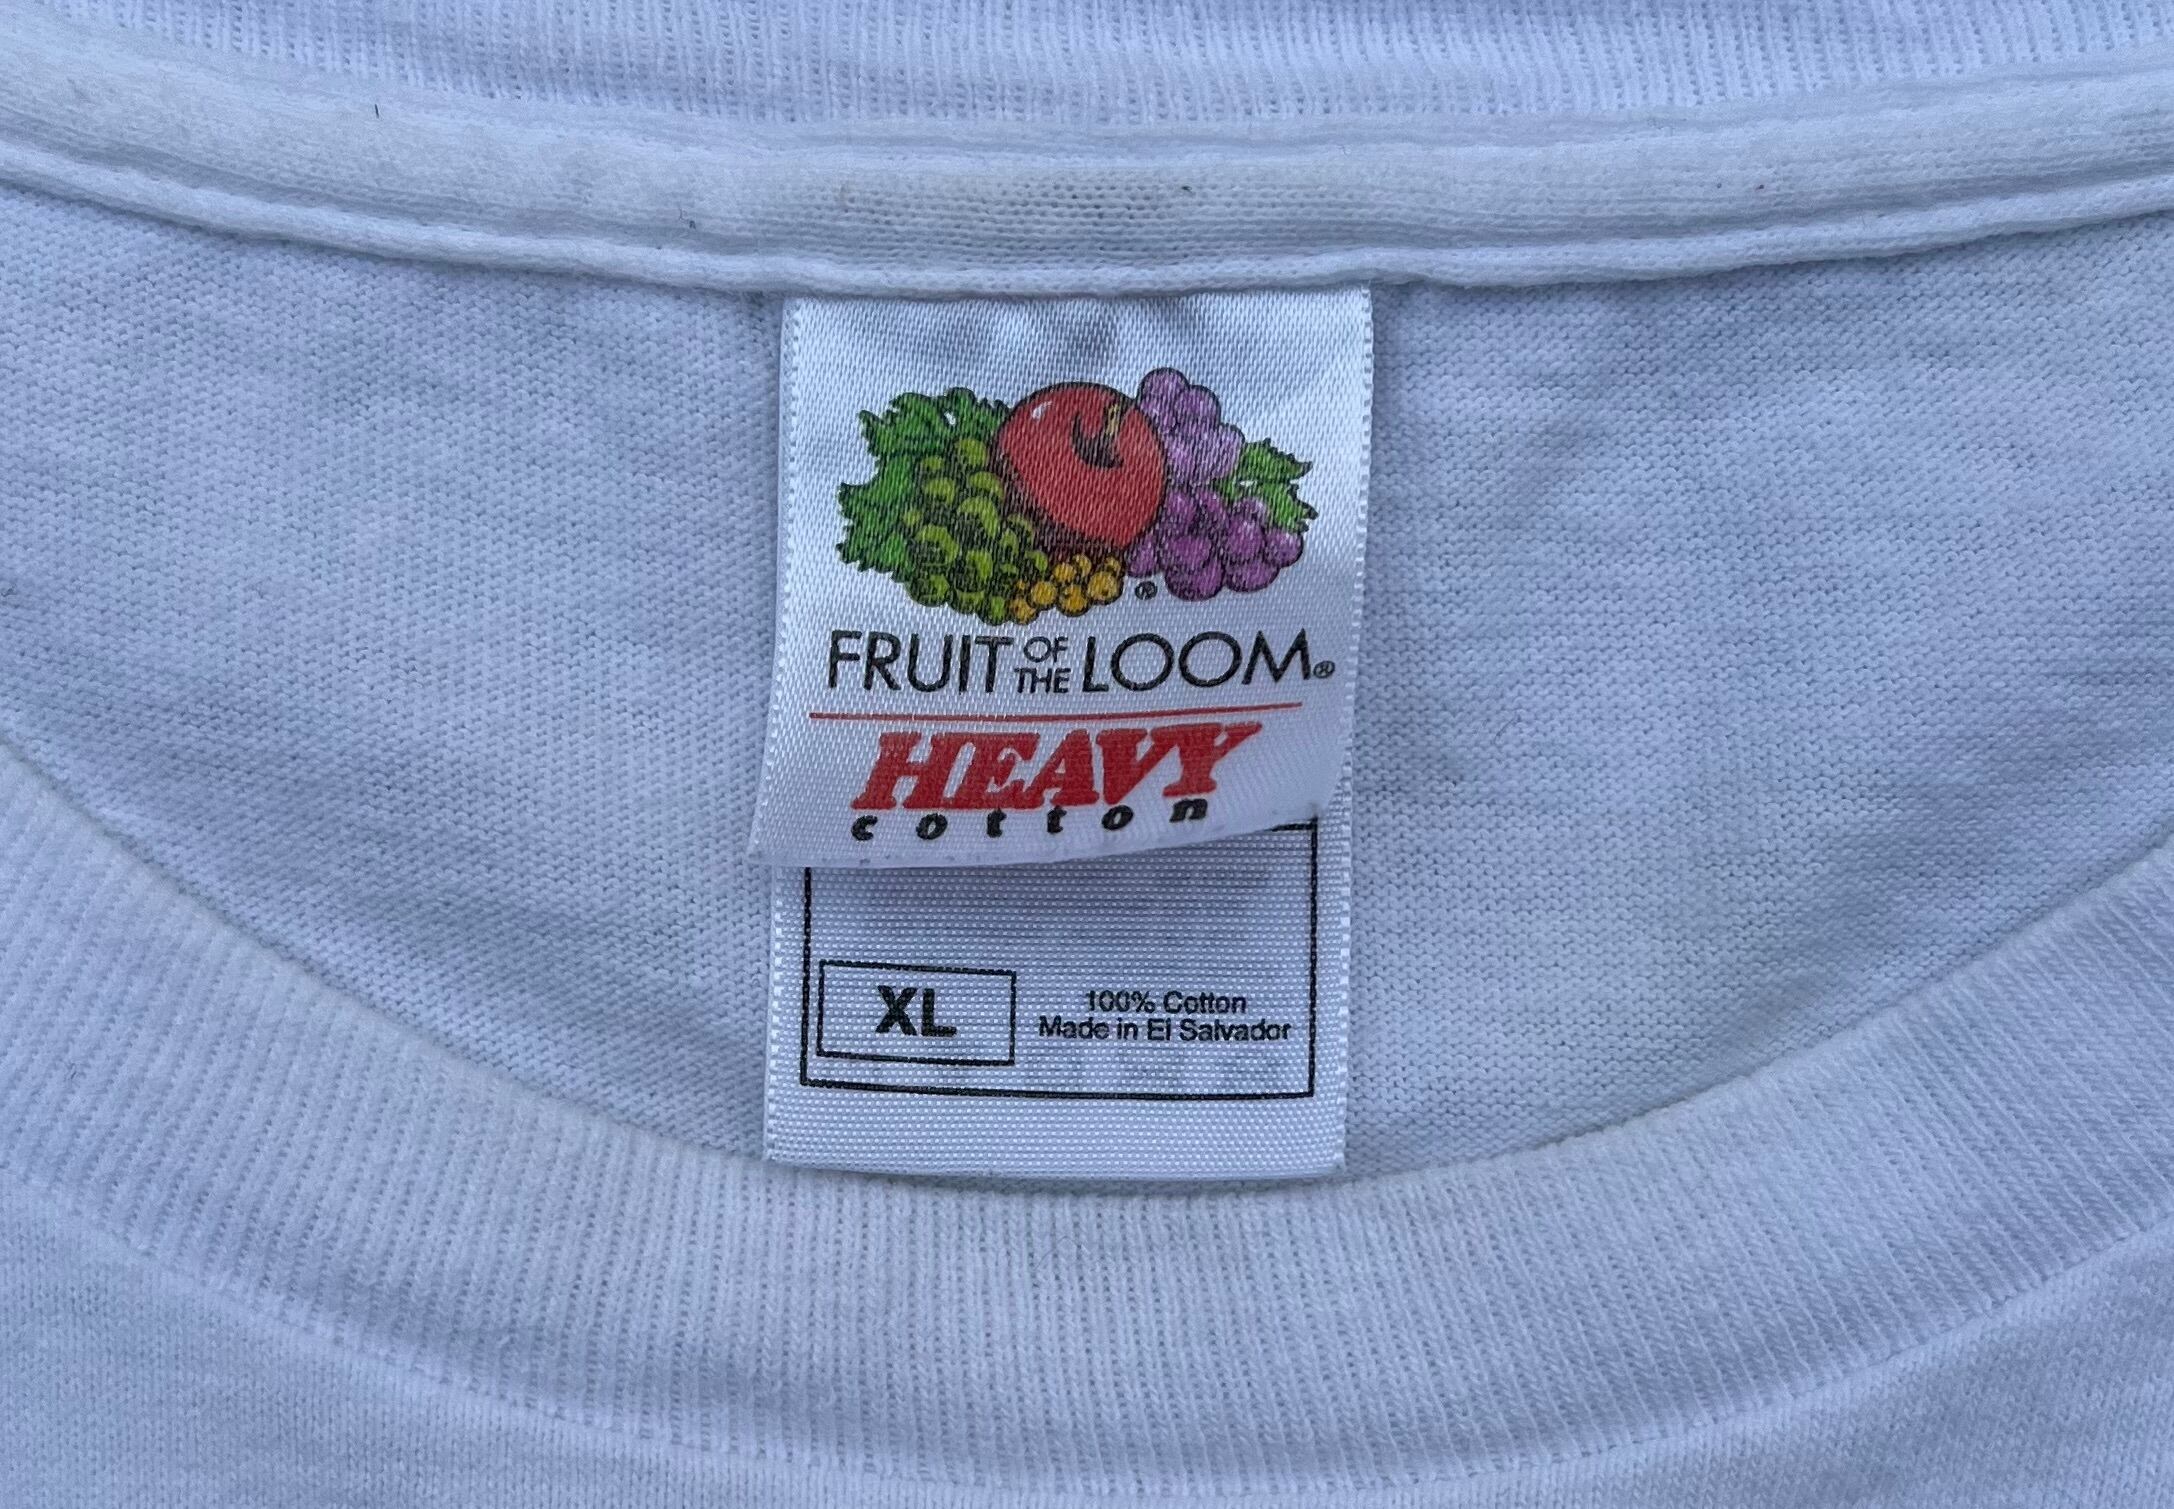 ®
FRUIT OF THE LOOM®
HEAVY
cotton
XL
100% Cotton
Made in El Salvador